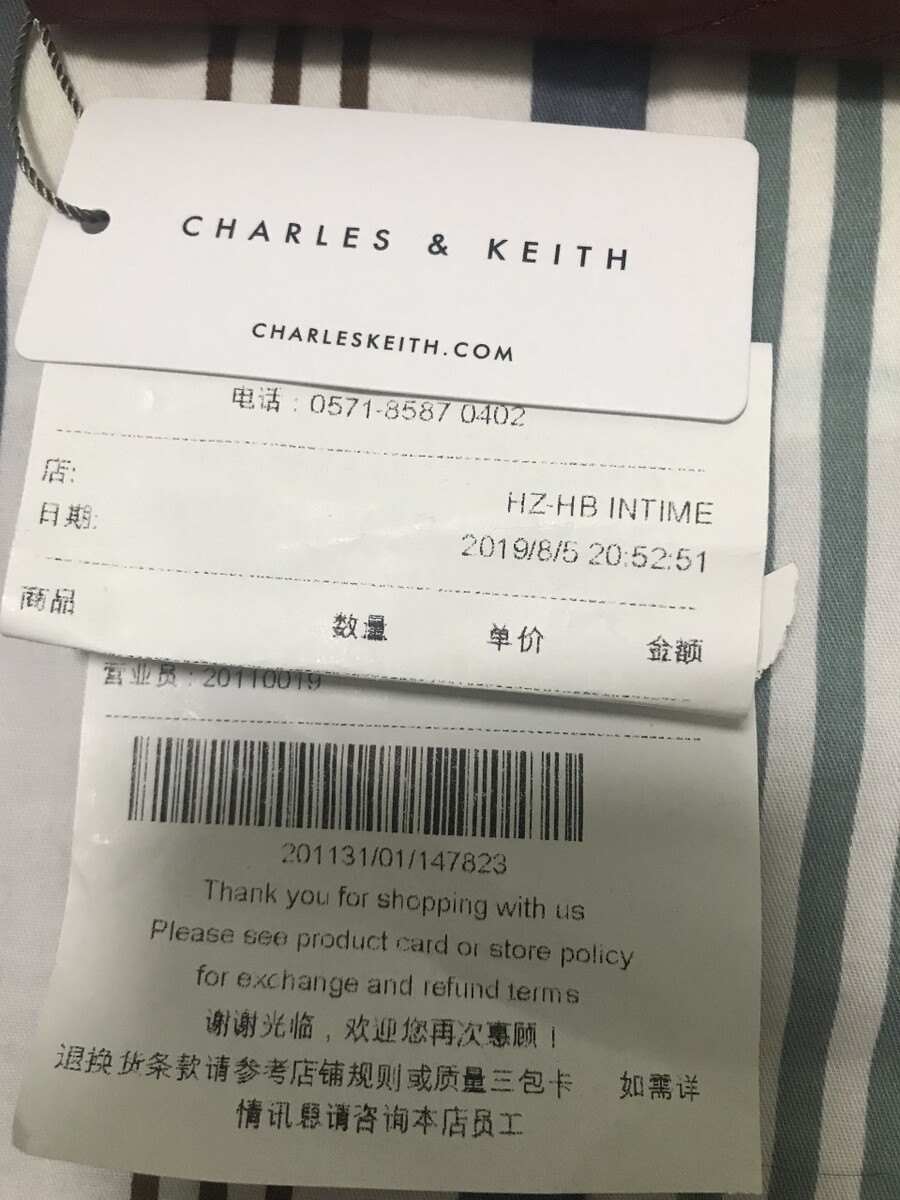 CHARLES & KEITH
CHARLESKEITH.COM
电话：0571-8587 0402
店: HZ-HB INTIME
日期: 2019/8/5 20:52:51
商品 数量 单价 金额
营业员：20110019
201131/01/147823
Thank you for shopping with us
Please see product card or store policy
for exchange and refund terms
谢谢光临，欢迎您再次惠顾！
退换货条款请参考店铺规则或质量三包卡 如需详
情讯息请咨询本店员工